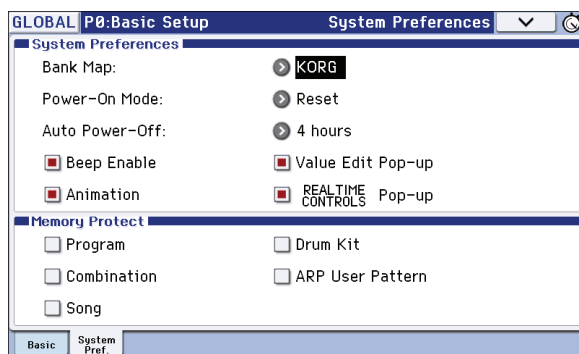 GLOBAL P0:Basic Setup System Preferences
System Preferences
Bank Map: KORG
Power-On Mode: Reset
Auto Power-Off: 4 hours
Beep Enable Value Edit Pop-up
Animation REALTIME CONTROLS Pop-up
Memory Protect
Program Drum Kit
Combination ARP User Pattern
Song
Basic System Pref.